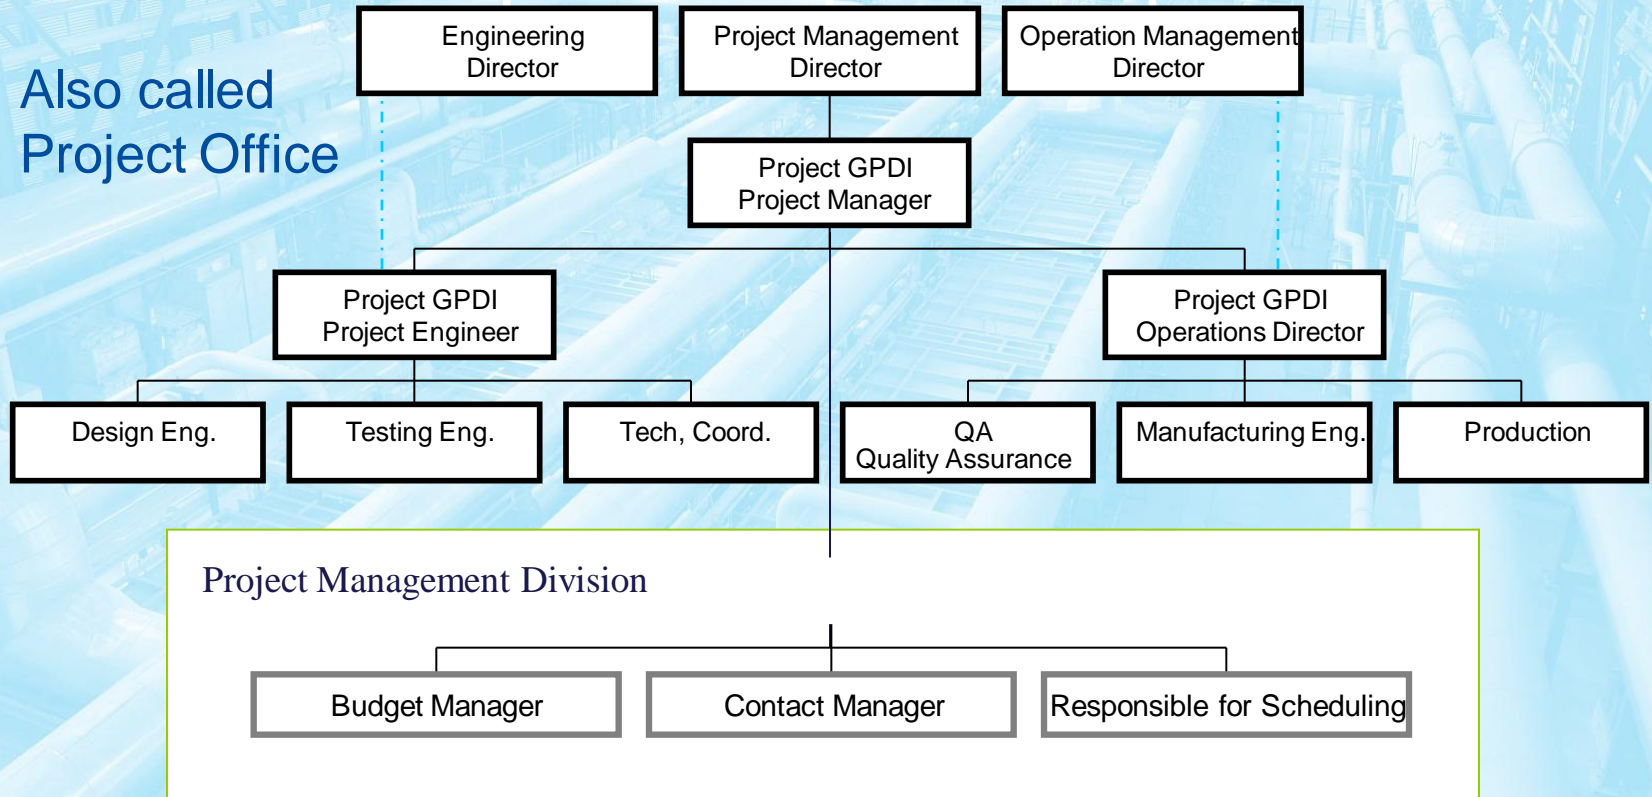 Also called
Project Office
Engineering
Director
Project Management
Director
Operation Management
Director
Project GPDI
Project Manager
Project GPDI
Project Engineer
Project GPDI
Operations Director
Design Eng.
Testing Eng.
Tech, Coord.
QA
Quality Assurance
Manufacturing Eng.
Production
Project Management Division
Budget Manager
Contact Manager
Responsible for Scheduling